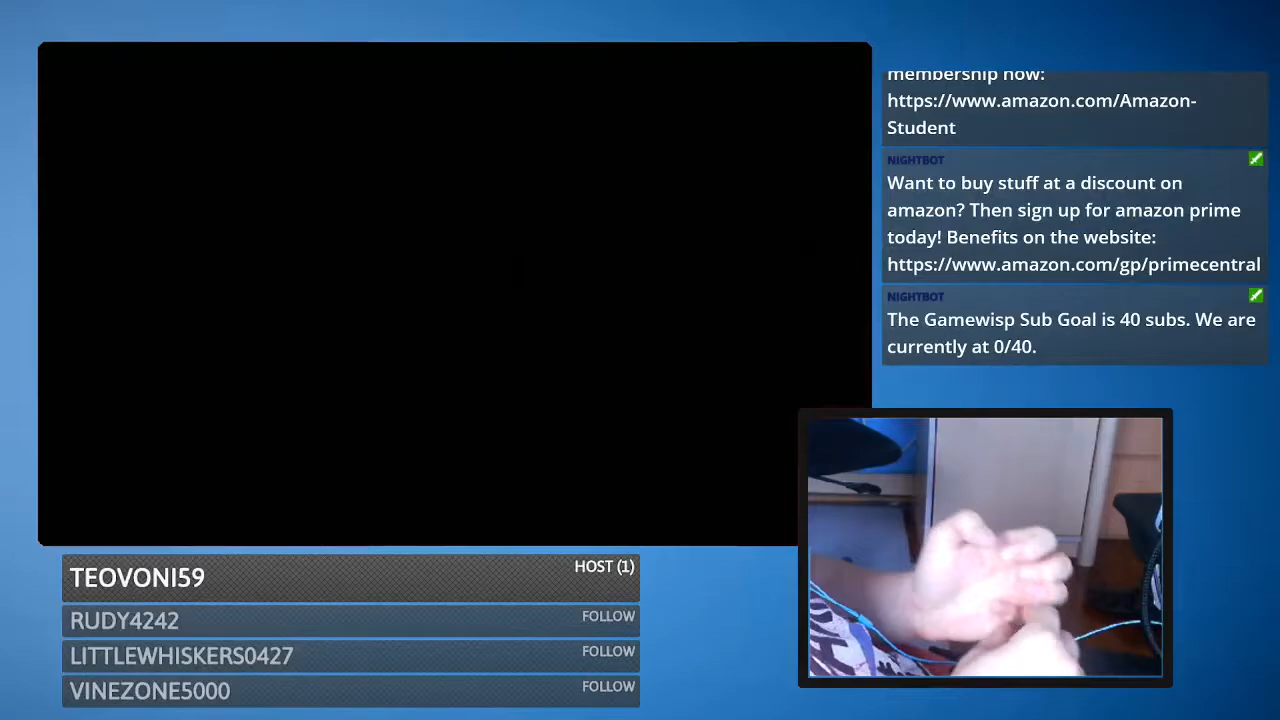 membership now:
https://www.amazon.com/Amazon-
Student
NIGHTBOT
Want to buy stuff at a discount on
amazon? Then sign up for amazon prime
today! Benefits on the website:
https://www.amazon.com/gp/primecentral
NIGHTBOT
The Gamewisp Sub Goal is 40 subs. We are
currently at 0/40.
TEOVONI59 HOST (1)
RUDY4242 FOLLOW
LITTLEWHISKERS0427 FOLLOW
VINEZONE5000 FOLLOW